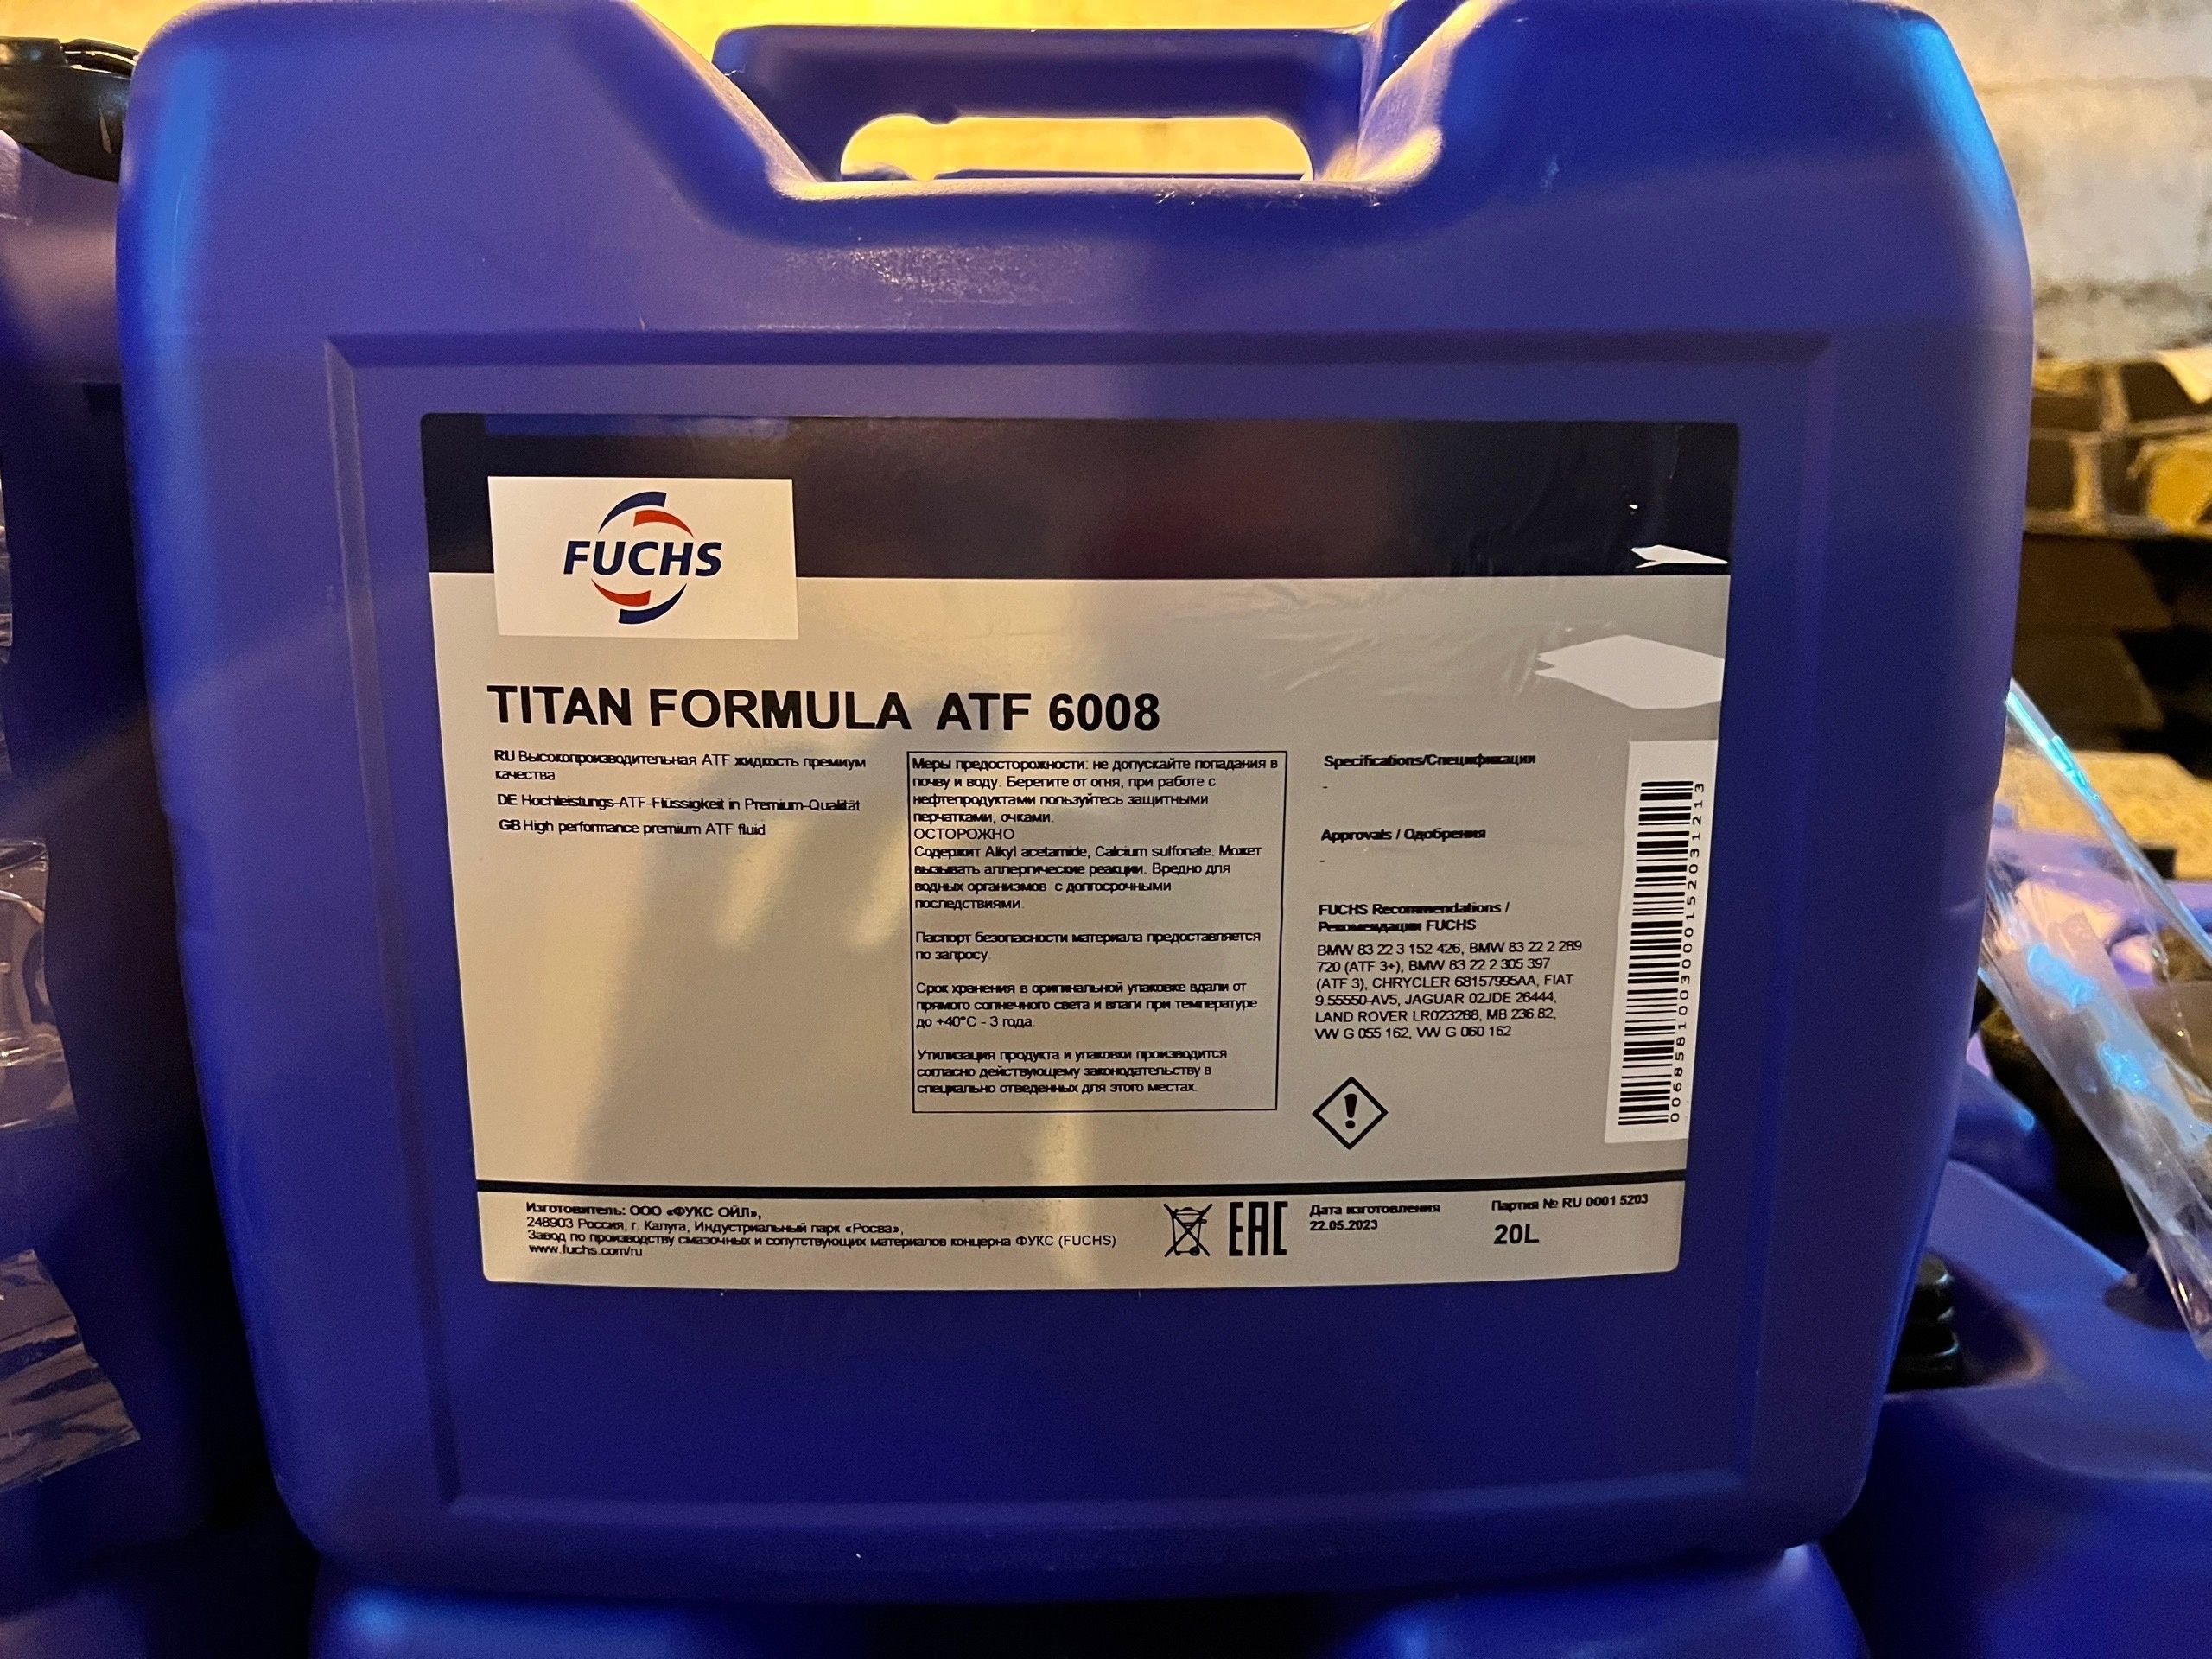 FUCHS
TITAN FORMULA ATF 6008
RU Высокопроизводительная ATF жидкость премиум
качества
DE Hochleistungs-ATF-Flüssigkeit in Premium-Qualität
GB High performance premium ATF fluid
Меры предосторожности: не допускайте попадания в
почву и воду. Берегите от огня, при работе с
нефтепродуктами пользуйтесь защитными
перчатками, очками.
ОСТОРОЖНО
Содержит Alkyl acetamide, Calcium sulfonate. Может
вызывать аллергические реакции. Вредно для
водных организмов с долгосрочными
последствиями.
Паспорт безопасности материала предоставляется
по запросу.
Срок хранения в оригинальной упаковке вдали от
прямого солнечного света и влаги при температуре
до +40°C - 3 года.
Утилизация продукта и упаковки производится
согласно действующему законодательству в
специально отведенных для этого местах.
Specifications/Спецификации
-
Approvals / Одобрения
-
FUCHS Recommendations /
Рекомендации FUCHS
BMW 83 22 3 152 426, BMW 83 22 2 289
720 (ATF 3+), BMW 83 22 2 305 397
(ATF 3), CHRYCLER 68157995AA, FIAT
9.55550-AV5, JAGUAR 02JDE 26444,
LAND ROVER LR023288, MB 236.82,
VW G 055 162, VW G 060 162
00685810030001520331213
Изготовитель: ООО «ФУКС ОЙЛ»,
248903 Россия, г. Калуга, Индустриальный парк «Росва»,
Завод по производству смазочных и сопутствующих материалов концерна ФУКС (FUCHS)
www.fuchs.com/ru
EAC
Дата изготовления
22.05.2023
Партия № RU 0001 5203
20L